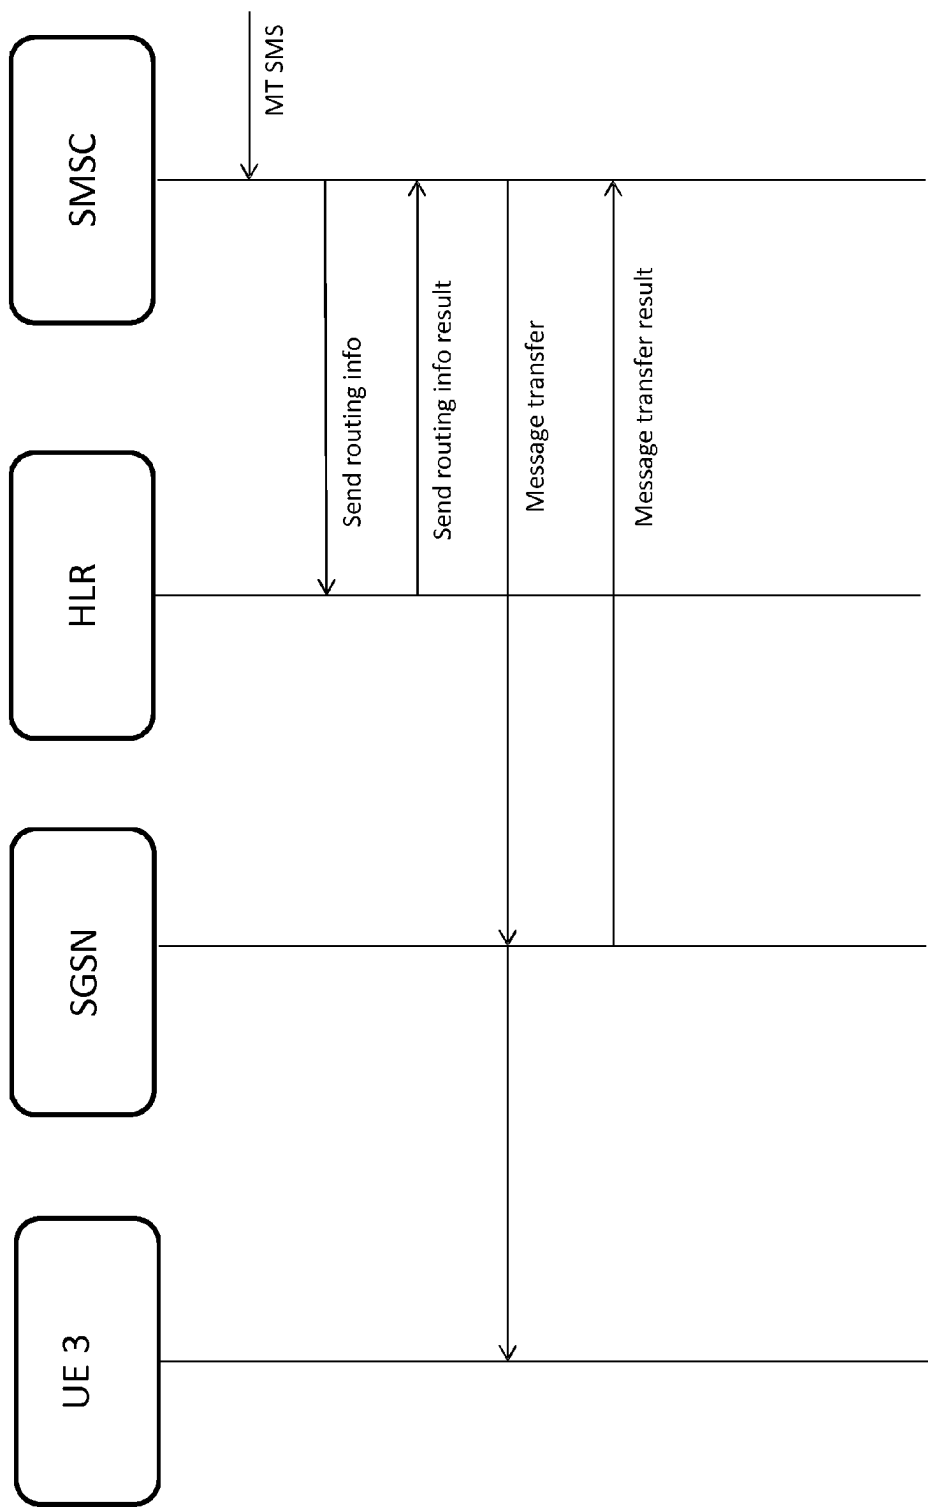 UE 3
SGSN
HLR
SMSC
MT SMS
Send routing info
Send routing info result
Message transfer
Message transfer result